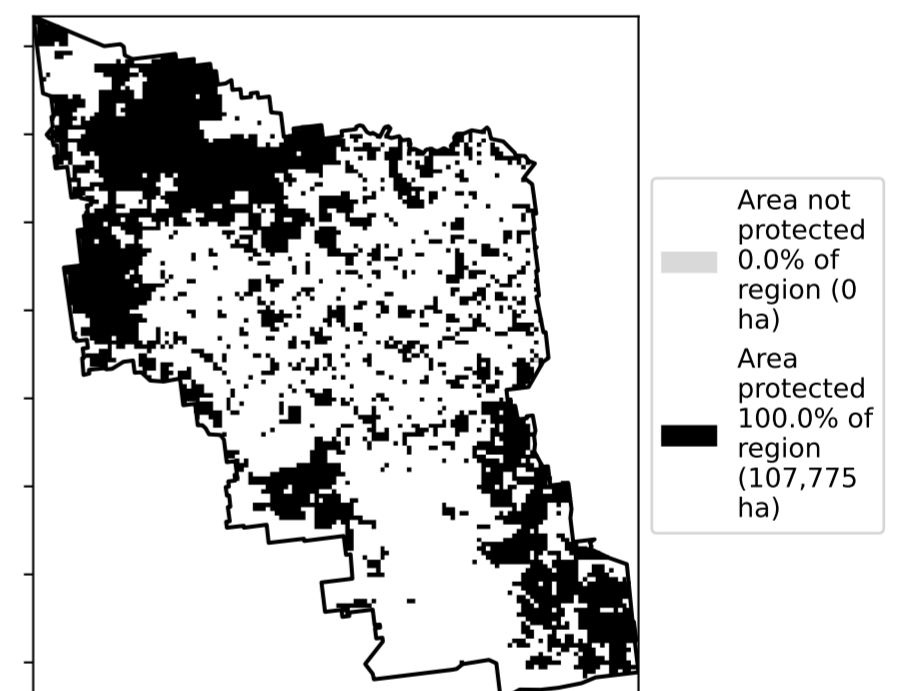 Area not
protected
0.0% of
region (0
ha)
Area
protected
100.0% of
region
(107,775
ha)